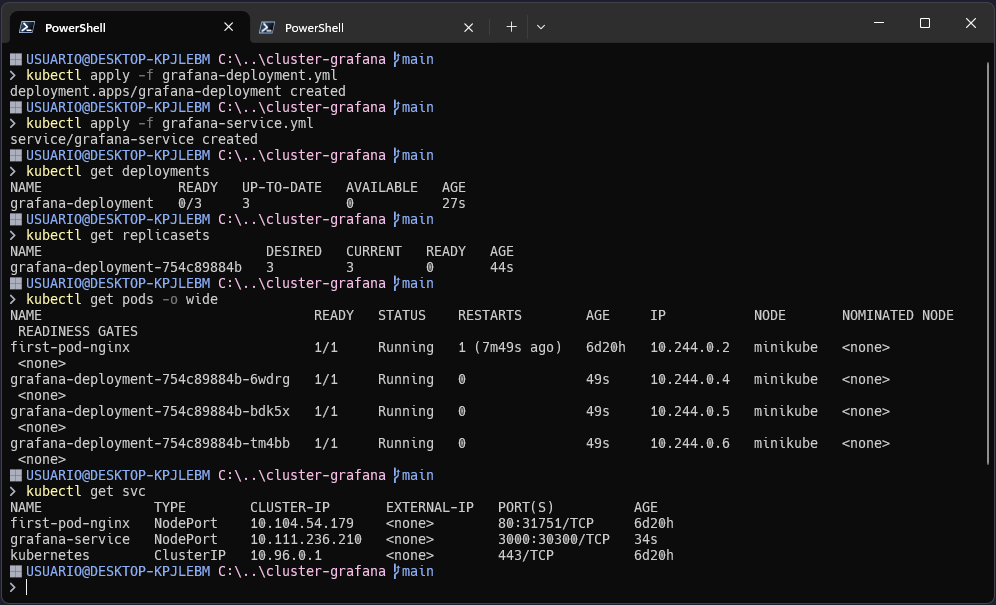 PowerShell
PowerShell
USUARIO@DESKTOP-KPJLEBM C:\..\cluster-grafana main
> kubectl apply -f grafana-deployment.yml
deployment.apps/grafana-deployment created
USUARIO@DESKTOP-KPJLEBM C:\..\cluster-grafana main
> kubectl apply -f grafana-service.yml
service/grafana-service created
USUARIO@DESKTOP-KPJLEBM C:\..\cluster-grafana main
> kubectl get deployments
NAME READY UP-TO-DATE AVAILABLE AGE
grafana-deployment 0/3 3 0 27s
USUARIO@DESKTOP-KPJLEBM C:\..\cluster-grafana main
> kubectl get replicasets
NAME DESIRED CURRENT READY AGE
grafana-deployment-754c89884b 3 3 0 44s
USUARIO@DESKTOP-KPJLEBM C:\..\cluster-grafana main
> kubectl get pods -o wide
NAME READY STATUS RESTARTS AGE IP NODE NOMINATED NODE
READINESS GATES
first-pod-nginx 1/1 Running 1 (7m49s ago) 6d20h 10.244.0.2 minikube <none>
<none>
grafana-deployment-754c89884b-6wdrg 1/1 Running 0 49s 10.244.0.4 minikube <none>
<none>
grafana-deployment-754c89884b-bdk5x 1/1 Running 0 49s 10.244.0.5 minikube <none>
<none>
grafana-deployment-754c89884b-tm4bb 1/1 Running 0 49s 10.244.0.6 minikube <none>
<none>
USUARIO@DESKTOP-KPJLEBM C:\..\cluster-grafana main
> kubectl get svc
NAME TYPE CLUSTER-IP EXTERNAL-IP PORT(S) AGE
first-pod-nginx NodePort 10.104.54.179 <none> 80:31751/TCP 6d20h
grafana-service NodePort 10.111.236.210 <none> 3000:30300/TCP 34s
kubernetes ClusterIP 10.96.0.1 <none> 443/TCP 6d20h
USUARIO@DESKTOP-KPJLEBM C:\..\cluster-grafana main
>